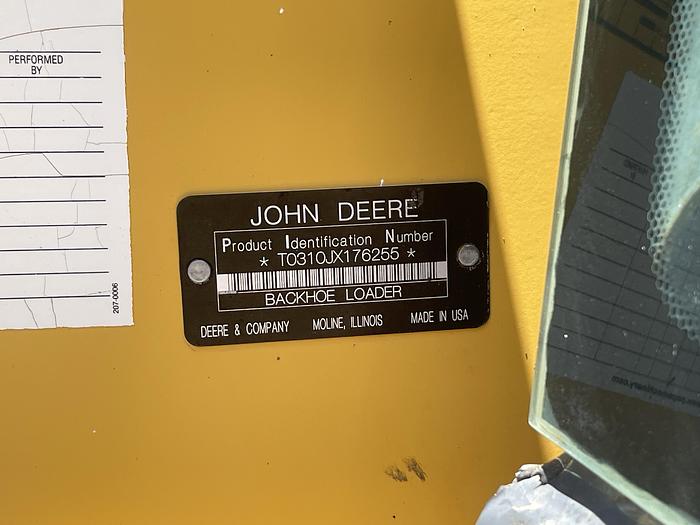 PERFORMED
BY
207-0006
JOHN DEERE
Product Identification Number
* T0310JX176255 *
BACKHOE LOADER
DEERE & COMPANY MOLINE, ILLINOIS MADE IN USA